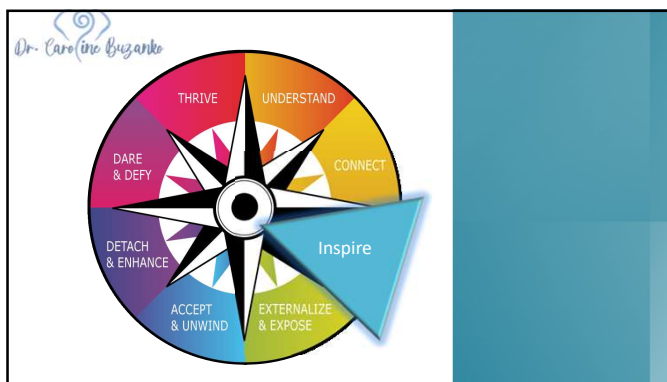 Dr. Caroline Buzanko
THRIVE
UNDERSTAND
DARE
& DEFY
CONNECT
Inspire
DETACH
& ENHANCE
ACCEPT
& UNWIND
EXTERNALIZE
& EXPOSE